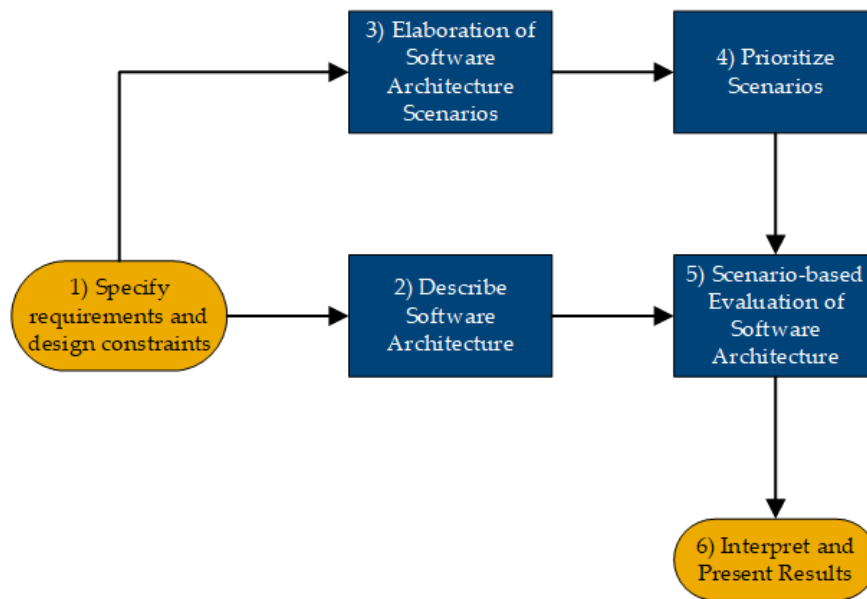 3) Elaboration of
Software
Architecture
Scenarios
4) Prioritize
Scenarios
1) Specify
requirements and
design constraints
2) Describe
Software
Architecture
5) Scenario-based
Evaluation of
Software
Architecture
6) Interpret and
Present Results